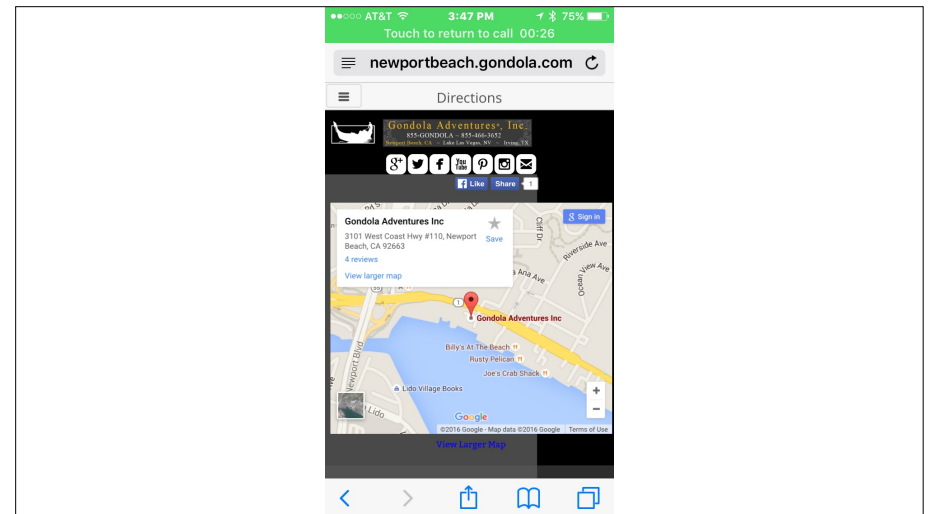 AT&T 3:47 PM 75%
Touch to return to call 00:26
newportbeach.gondola.com
Directions
Gondola Adventures®, Inc.
855-GONDOLA ~ 855-466-3652
Newport Beach, CA ~ Lake Las Vegas, NV ~ Irving, TX
g+ f You Tube
Like Share 1
Gondola Adventures Inc
3101 West Coast Hwy #110, Newport
Beach, CA 92663
Save
4 reviews
View larger map
8 Sign in
Cliff Dr
Riverside Ave
Ocean View Ave
Ana Ave
55
1
Gondola Adventures Inc
Billy's At The Beach
Rusty Pelican
Joe's Crab Shack
Newport Blvd
Lido Village Books
Lido
+
−
Google
©2016 Google - Map data ©2016 Google Terms of Use
View Larger Map